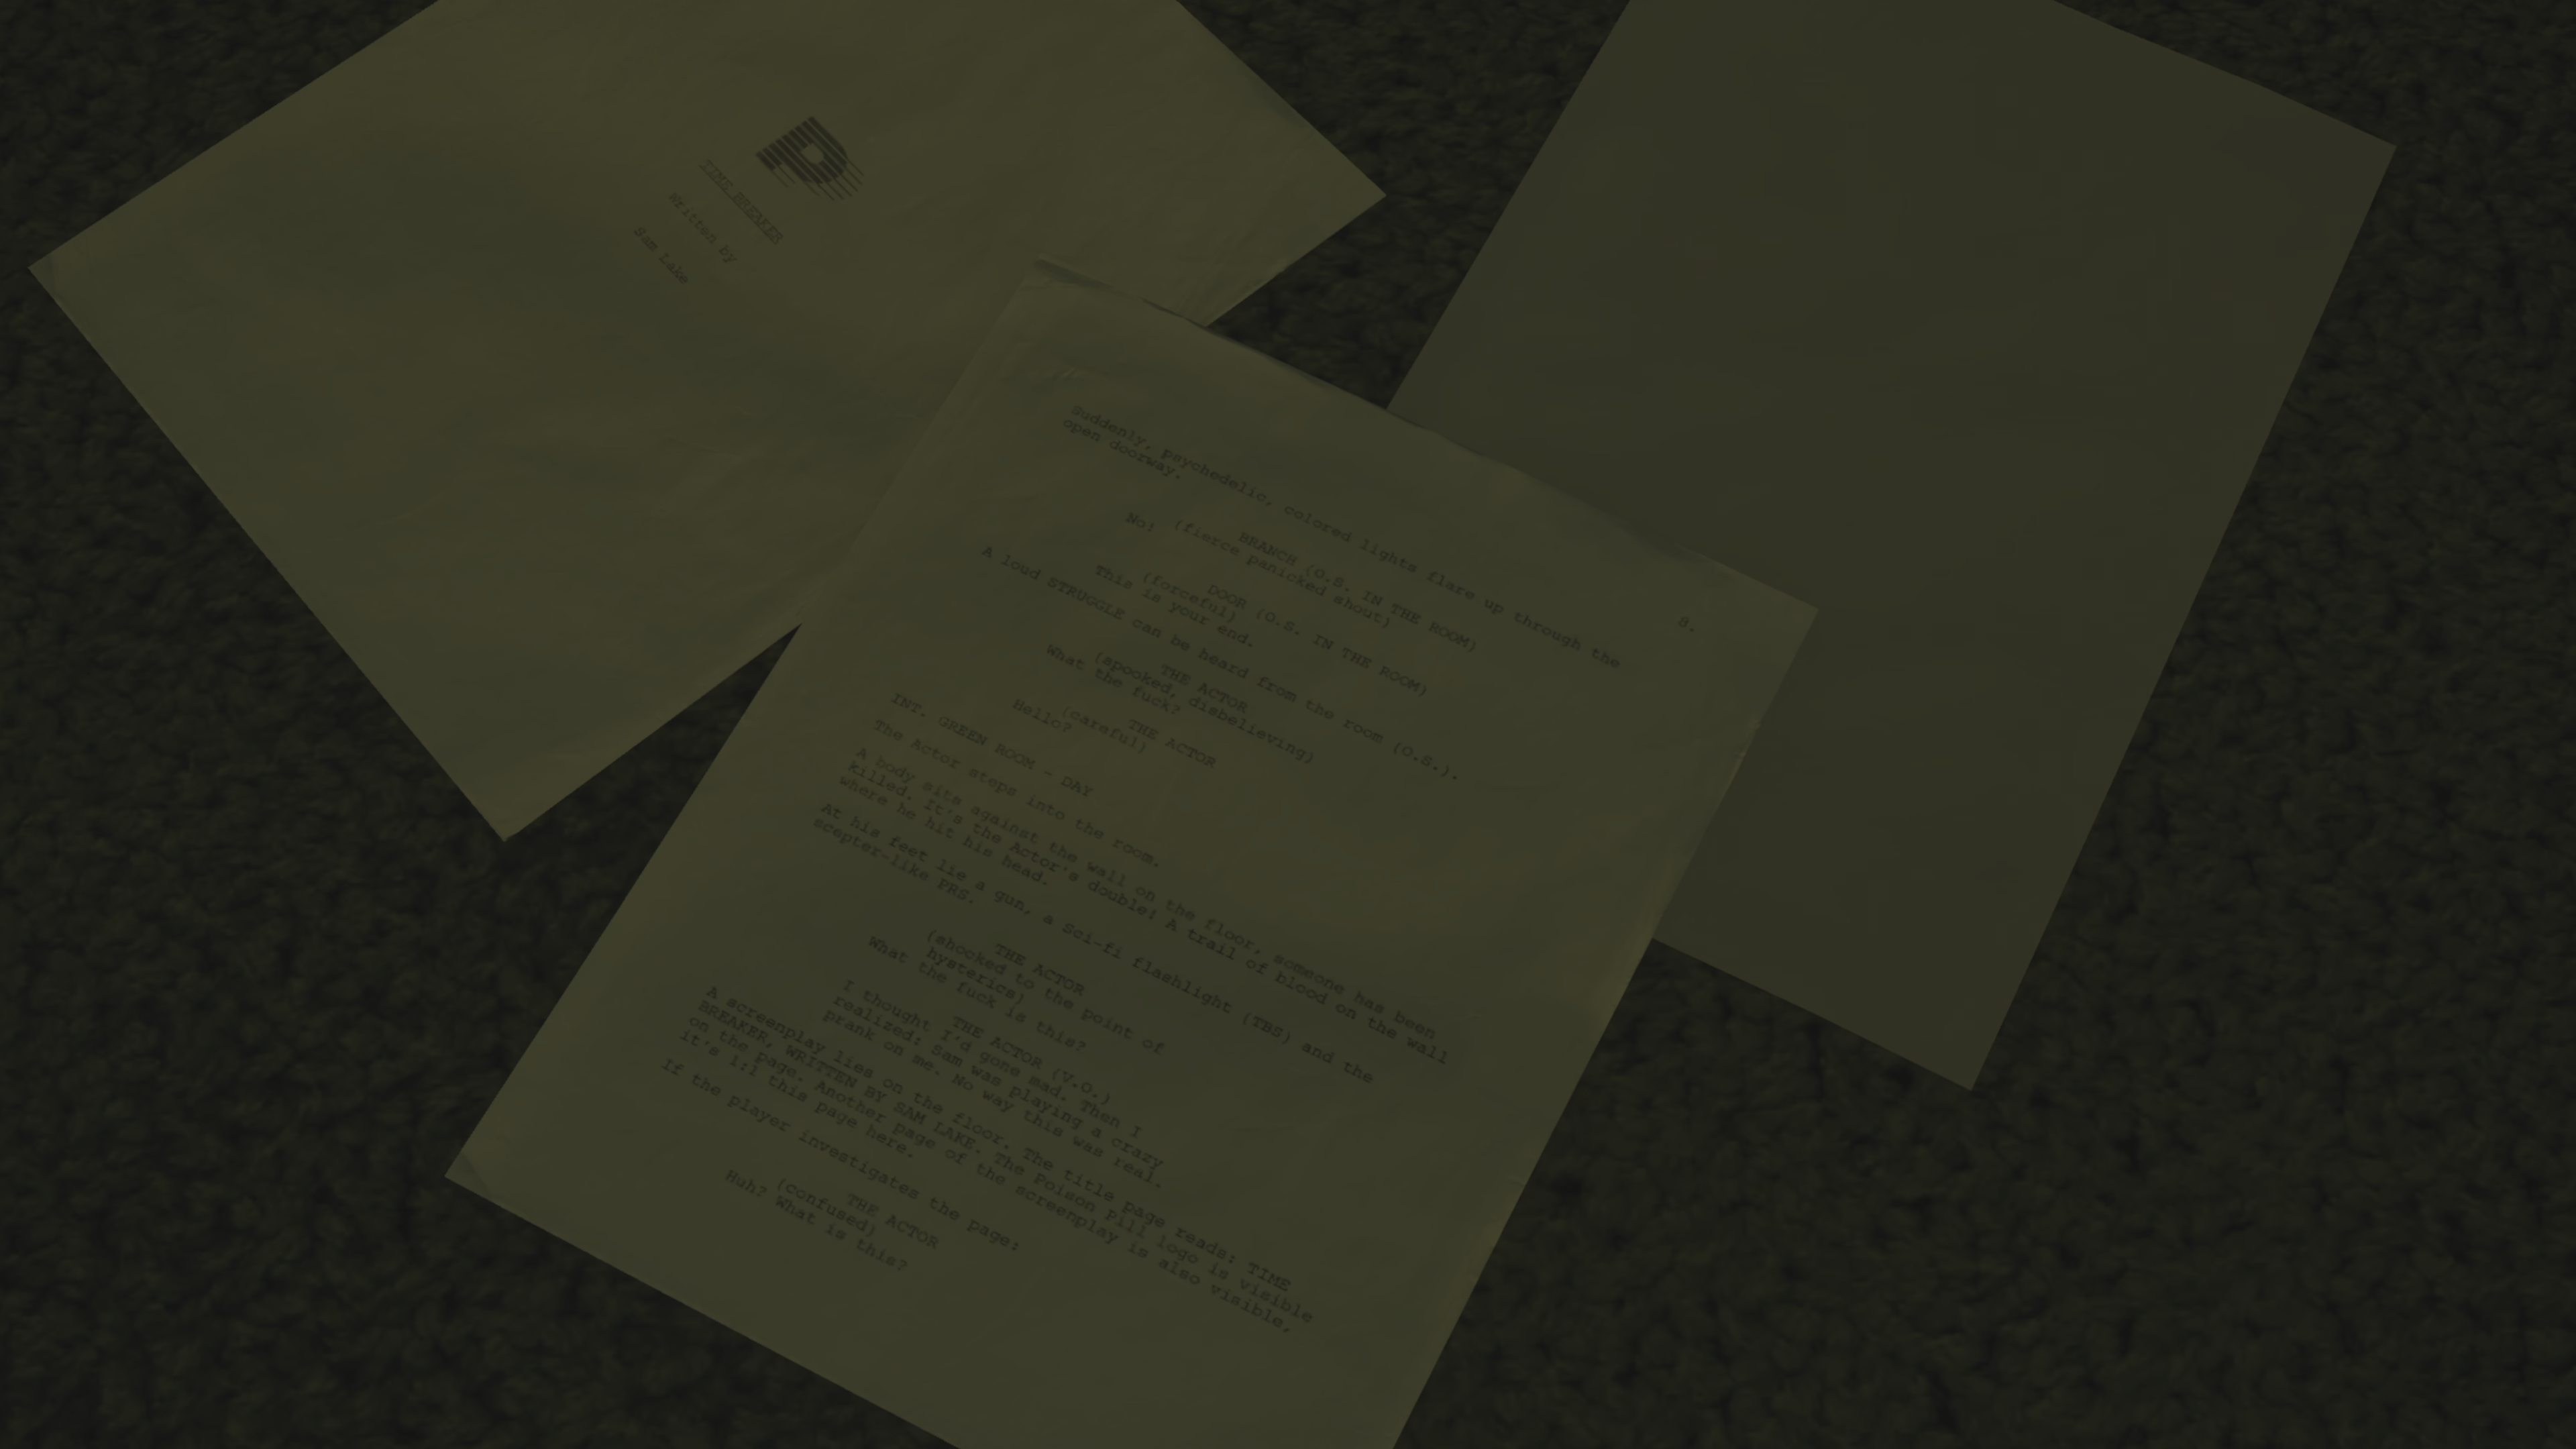 TIME BREAKER
Written by
Sam Lake
8.
Suddenly, psychedelic, colored lights flare up through the
open doorway.
BRANCH (O.S. IN THE ROOM)
(fierce panicked shout)
No!
DOOR (O.S. IN THE ROOM)
(forceful)
This is your end.
A loud STRUGGLE can be heard from the room (O.S.).
THE ACTOR
(spooked, disbelieving)
What the fuck?
THE ACTOR
(careful)
Hello?
INT. GREEN ROOM - DAY
The Actor steps into the room.
A body sits against the wall on the floor, someone has been
killed. It's the Actor's double! A trail of blood on the wall
where he hit his head.
At his feet lie a gun, a Sci-fi flashlight (TBS) and the
scepter-like PRS.
THE ACTOR
(shocked to the point of
hysterics)
What the fuck is this?
THE ACTOR (V.O.)
I thought I'd gone mad. Then I
realized: Sam was playing a crazy
prank on me. No way this was real.
A screenplay lies on the floor. The title page reads: TIME
BREAKER, WRITTEN BY SAM LAKE. The Poison Pill logo is visible
on the page. Another page of the screenplay is also visible,
it's 1:1 this page here.
If the player investigates the page:
THE ACTOR
(confused)
Huh? What is this?